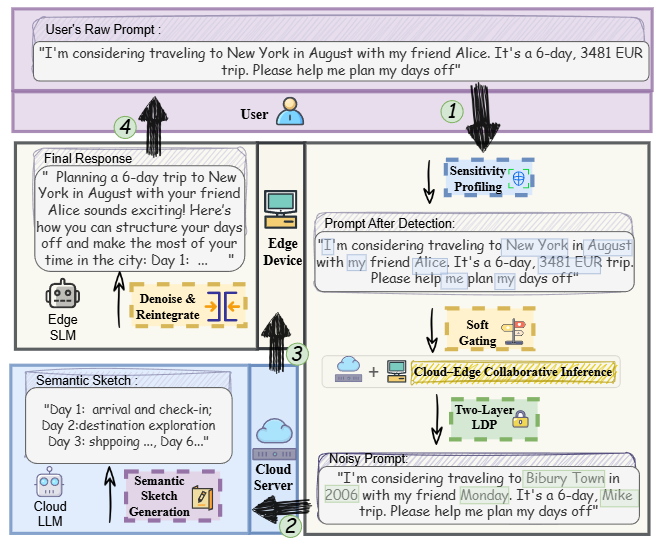 User's Raw Prompt :
"I'm considering traveling to New York in August with my friend Alice. It's a 6-day, 3481 EUR
trip. Please help me plan my days off"
User
1
4
Sensitivity
Profiling
Prompt After Detection:
"I'm considering traveling to New York in August
with my friend Alice. It's a 6-day, 3481 EUR trip.
Please help me plan my days off"
Soft
Gating
Cloud–Edge Collaborative Inference
Two-Layer
LDP
Noisy Prompt:
"I'm considering traveling to Bibury Town in
2006 with my friend Monday. It's a 6-day, Mike
trip. Please help me plan my days off"
2
Cloud
Server
Semantic Sketch :
"Day 1: arrival and check-in;
Day 2:destination exploration
Day 3: shppoing ..., Day 6..."
Cloud
LLM
Semantic
Sketch
Generation
3
Edge
Device
Final Response
" Planning a 6-day trip to New
York in August with your friend
Alice sounds exciting! Here's
how you can structure your days
off and make the most of your
time in the city: Day 1: ... "
Edge
SLM
Denoise &
Reintegrate